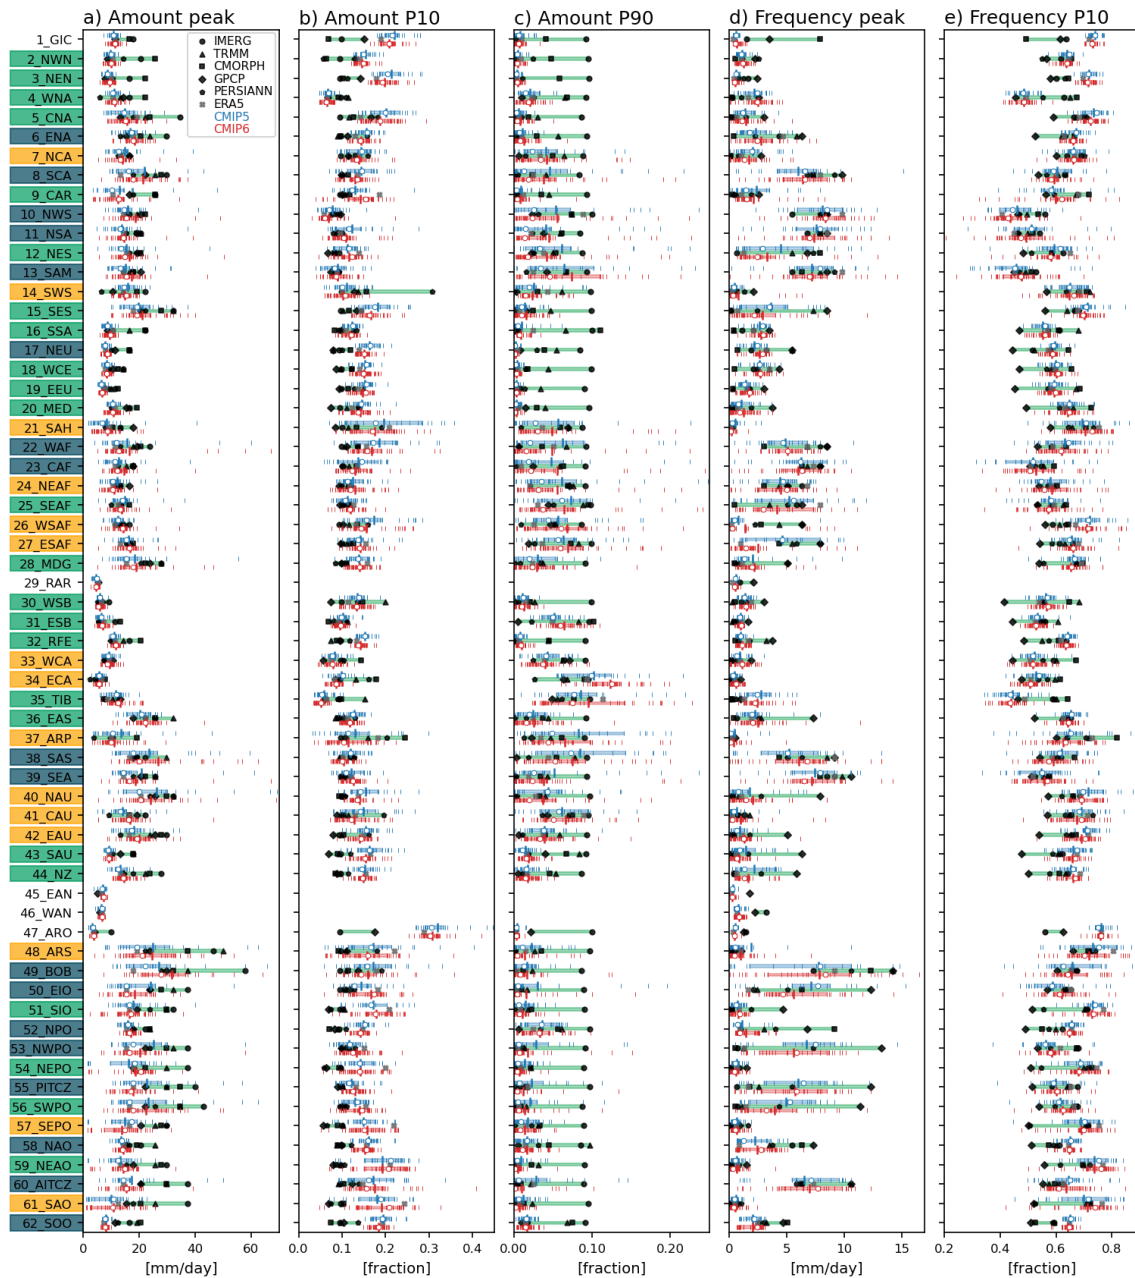 a) Amount peak
b) Amount P10
c) Amount P90
d) Frequency peak
e) Frequency P10
IMERG
TRMM
CMORPH
GPCP
PERSIANN
ERA5
CMIP5
CMIP6
1_GIC
2_NWN
3_NEN
4_WNA
5_CNA
6_ENA
7_NCA
8_SCA
9_CAR
10_NWS
11_NSA
12_NES
13_SAM
14_SWS
15_SES
16_SSA
17_NEU
18_WCE
19_EEU
20_MED
21_SAH
22_WAF
23_CAF
24_NEAF
25_SEAF
26_WSAF
27_ESAF
28_MDG
29_RAR
30_WSB
31_ESB
32_RFE
33_WCA
34_ECA
35_TIB
36_EAS
37_ARP
38_SAS
39_SEA
40_NAU
41_CAU
42_EAU
43_SAU
44_NZ
45_EAN
46_WAN
47_ARO
48_ARS
49_BOB
50_EIO
51_SIO
52_NPO
53_NWPO
54_NEPO
55_PITCZ
56_SWPO
57_SEPO
58_NAO
59_NEAO
60_AITCZ
61_SAO
62_SOO
0 20 40 60
0.0 0.1 0.2 0.3 0.4
0.00 0.10 0.20
0 5 10 15
0.2 0.4 0.6 0.8 1.0
[mm/day]
[fraction]
[fraction]
[mm/day]
[fraction]